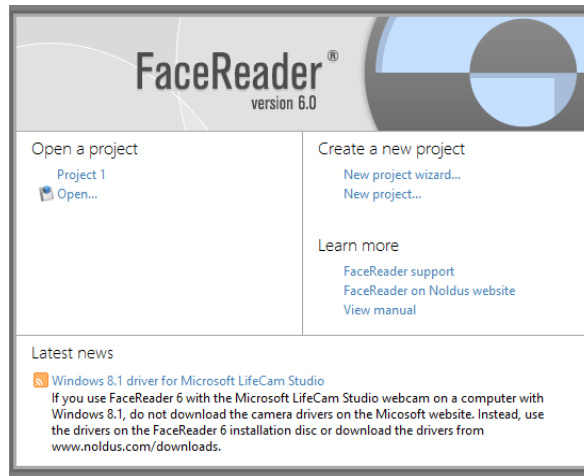 FaceReader®
version 6.0
Open a project
Project 1
Open...
Create a new project
New project wizard...
New project...
Learn more
FaceReader support
FaceReader on Noldus website
View manual
Latest news
Windows 8.1 driver for Microsoft LifeCam Studio
If you use FaceReader 6 with the Microsoft LifeCam Studio webcam on a computer with
Windows 8.1, do not download the camera drivers on the Micosoft website. Instead, use
the drivers on the FaceReader 6 installation disc or download the drivers from
www.noldus.com/downloads.